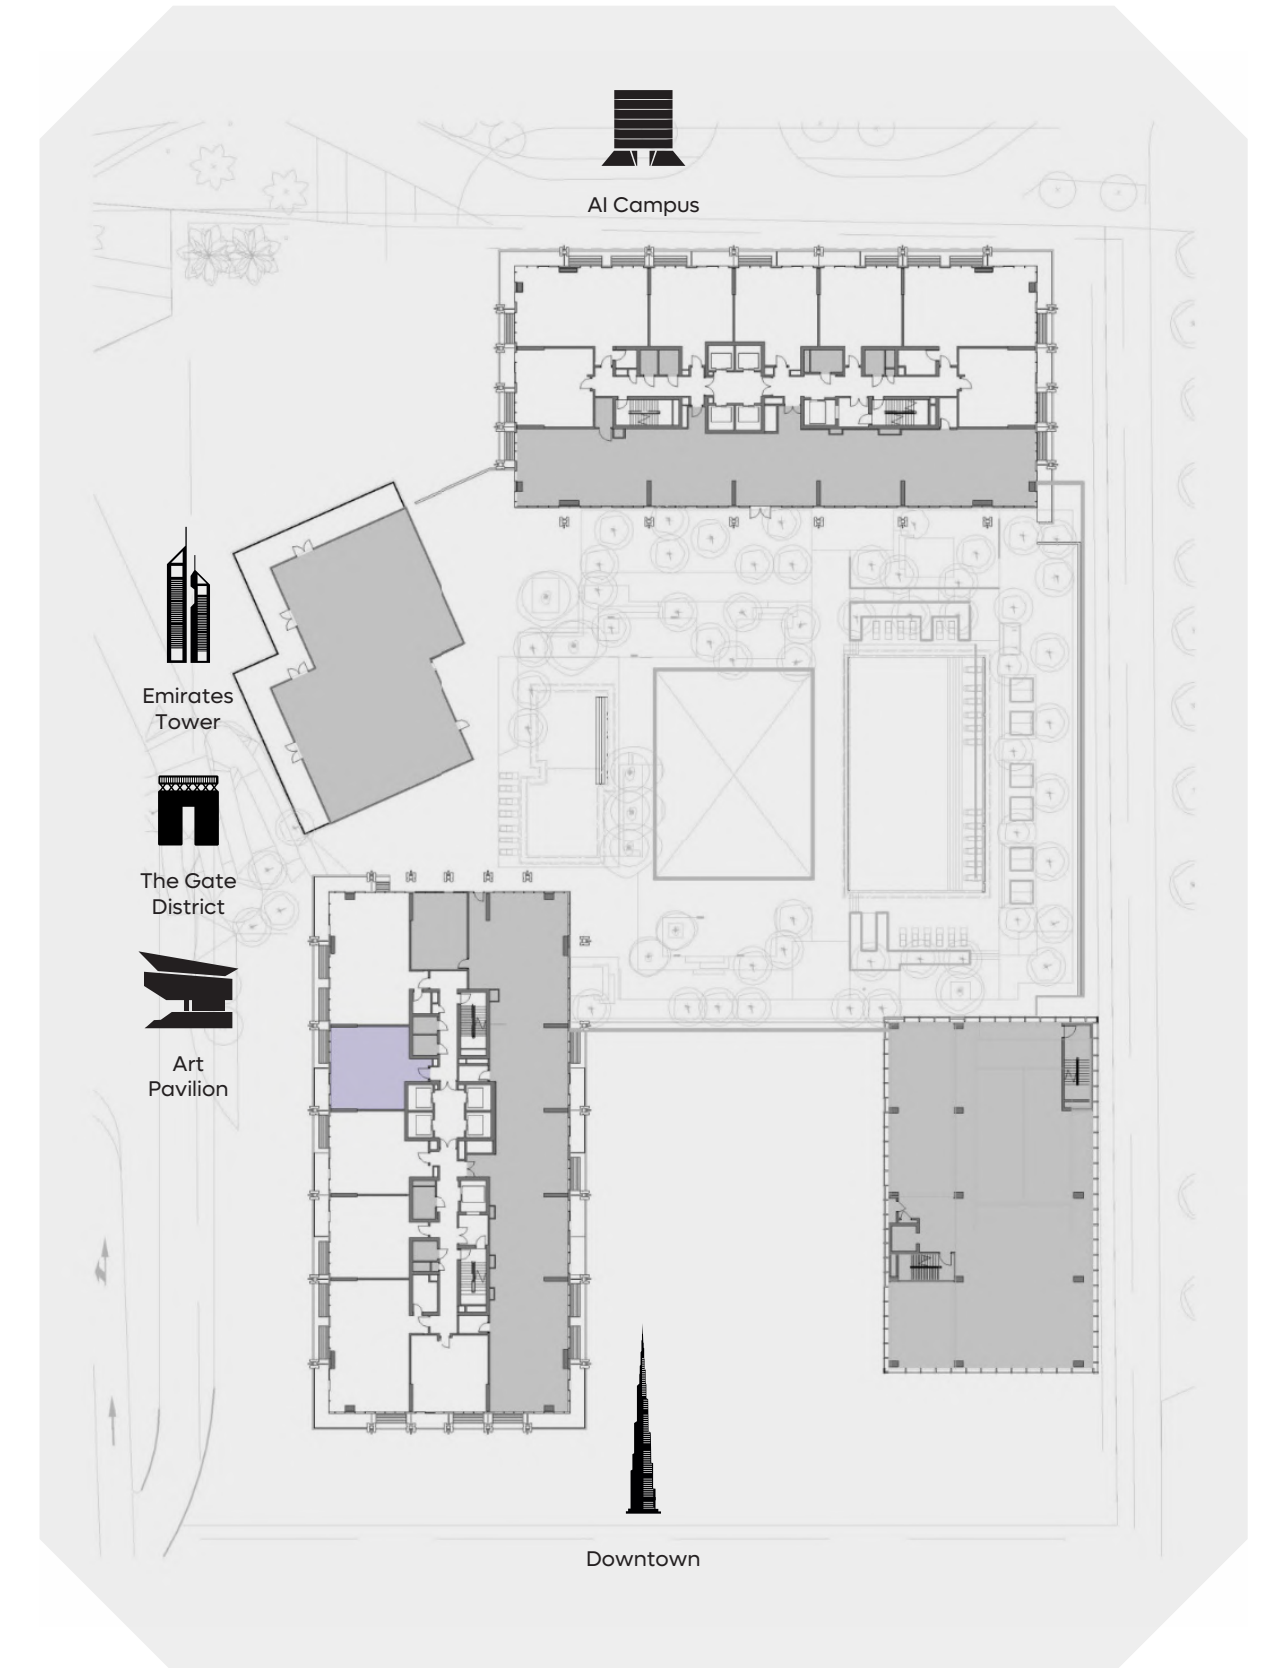 AI Campus
Emirates
Tower
The Gate
District
Art
Pavilion
Downtown